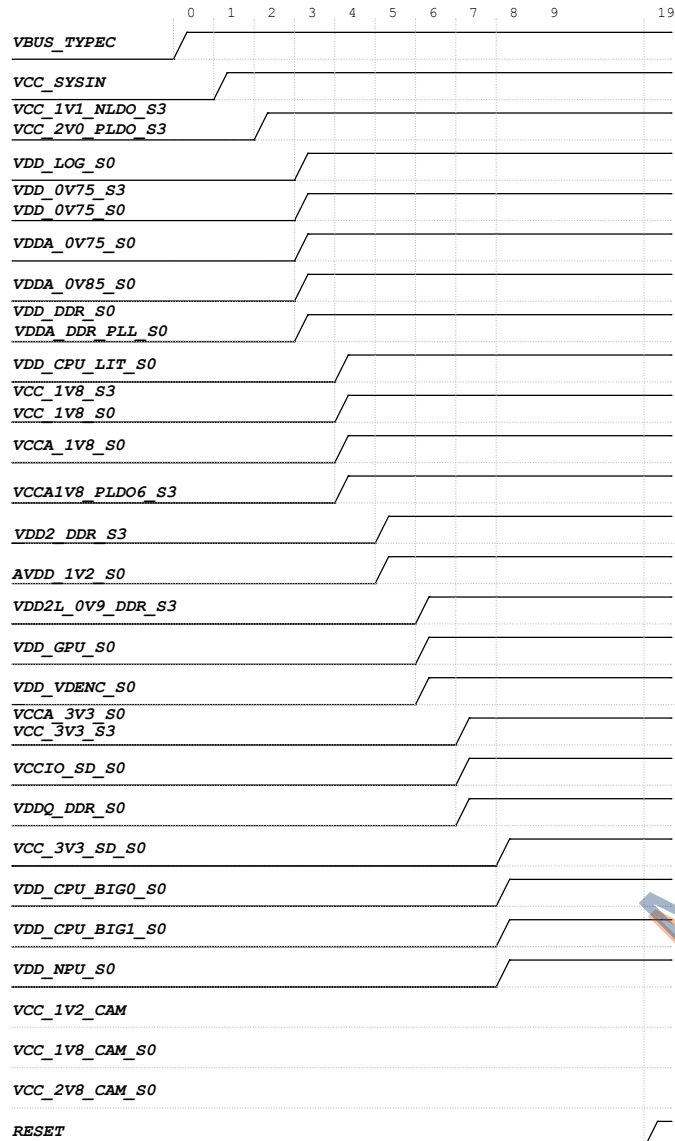 0 1 2 3 4 5 6 7 8 9 19
VBUS_TYPEC
VCC_SYSIN
VCC_1V1_NLDO_S3
VCC_2V0_PLDO_S3
VDD_LOG_S0
VDD_0V75_S3
VDD_0V75_S0
VDDA_0V75_S0
VDDA_0V85_S0
VDD_DDR_S0
VDDA_DDR_PLL_S0
VDD_CPU_LIT_S0
VCC_1V8_S3
VCC_1V8_S0
VCCA_1V8_S0
VCCA1V8_PLDO6_S3
VDD2_DDR_S3
AVDD_1V2_S0
VDD2L_0V9_DDR_S3
VDD_GPU_S0
VDD_VDENC_S0
VCCA_3V3_S0
VCC_3V3_S3
VCCIO_SD_S0
VDDQ_DDR_S0
VCC_3V3_SD_S0
VDD_CPU_BIG0_S0
VDD_CPU_BIG1_S0
VDD_NPU_S0
VCC_1V2_CAM
VCC_1V8_CAM_S0
VCC_2V8_CAM_S0
RESET